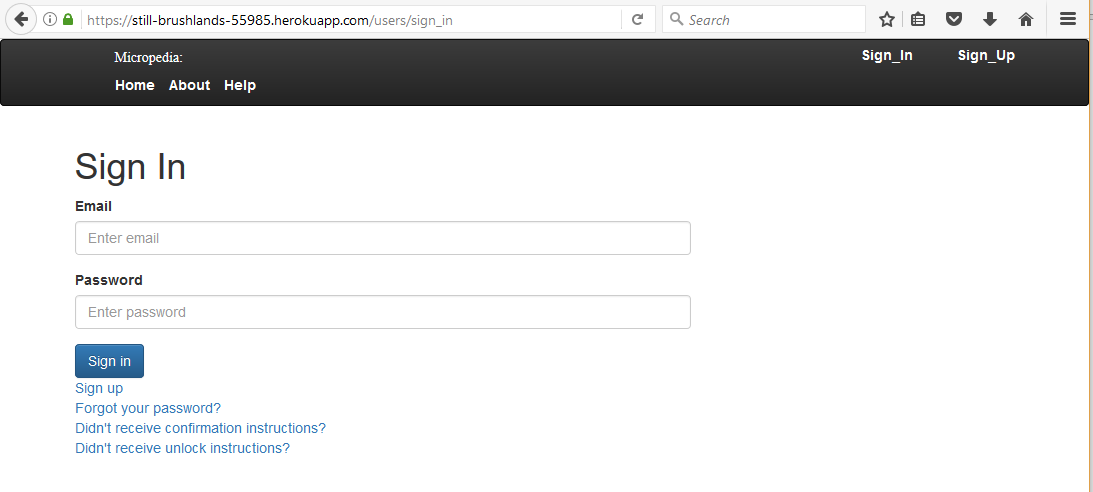 https://still-brushlands-55985.herokuapp.com/users/sign_in
Search
Micropedia:
Sign_In Sign_Up
Home About Help
Sign In
Email
Enter email
Password
Enter password
Sign in
Sign up
Forgot your password?
Didn't receive confirmation instructions?
Didn't receive unlock instructions?